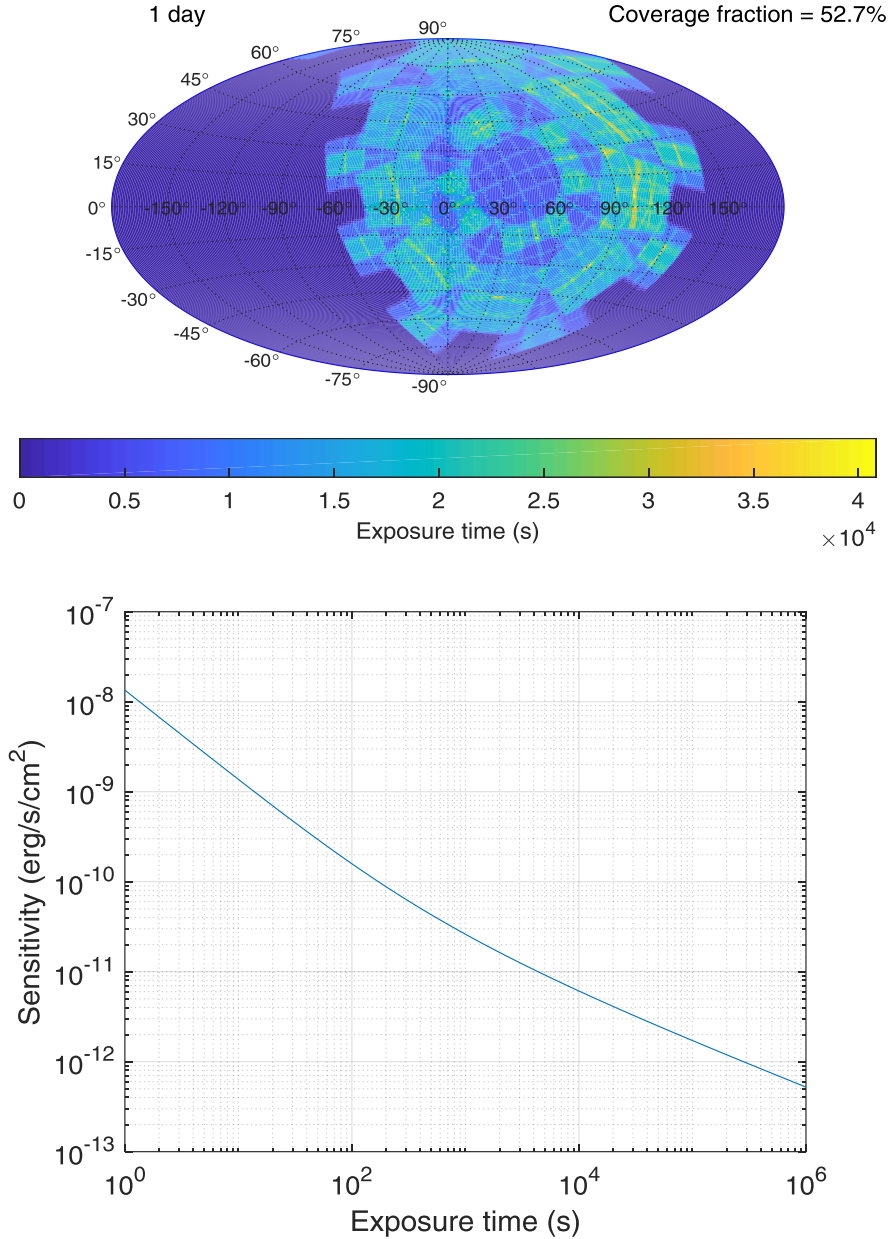 1 day
Coverage fraction = 52.7%
90°
75°
60°
45°
30°
15°
0° -150° -120° -90° -60° -30° 0° 30° 60° 90° 120° 150°
-15°
-30°
-45°
-60°
-75°
-90°
0 0.5 1 1.5 2 2.5 3 3.5 4
Exposure time (s)
×10^4
10^-7
10^-8
10^-9
10^-10
10^-11
10^-12
10^-13
Sensitivity (erg/s/cm^2)
10^0 10^2 10^4 10^6
Exposure time (s)